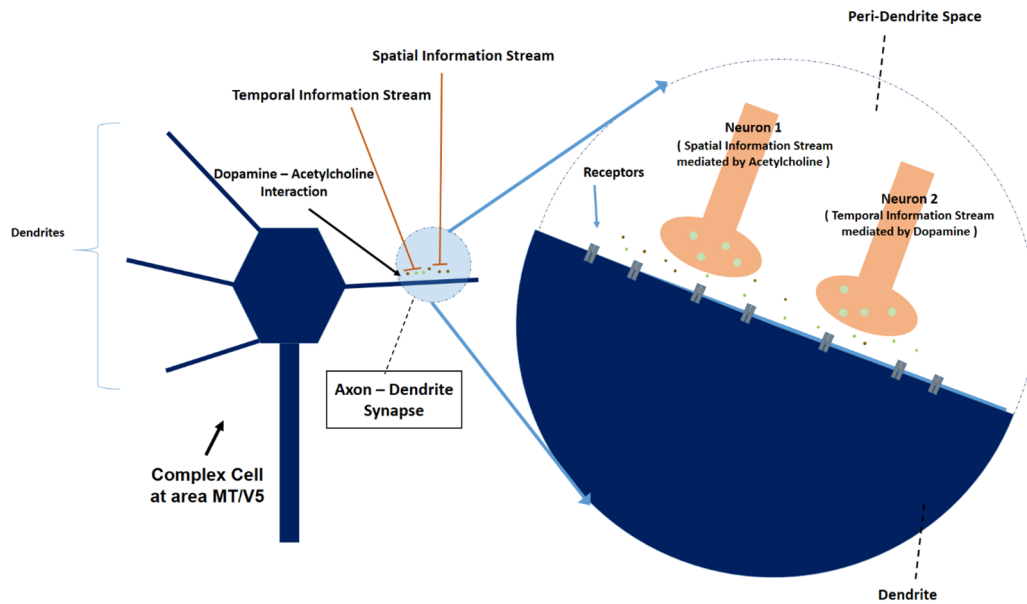 Peri-Dendrite Space
Spatial Information Stream
Temporal Information Stream
Neuron 1
( Spatial Information Stream
mediated by Acetylcholine )
Dopamine – Acetylcholine
Interaction
Receptors
Neuron 2
( Temporal Information Stream
mediated by Dopamine )
Dendrites
Axon – Dendrite
Synapse
Complex Cell
at area MT/V5
Dendrite